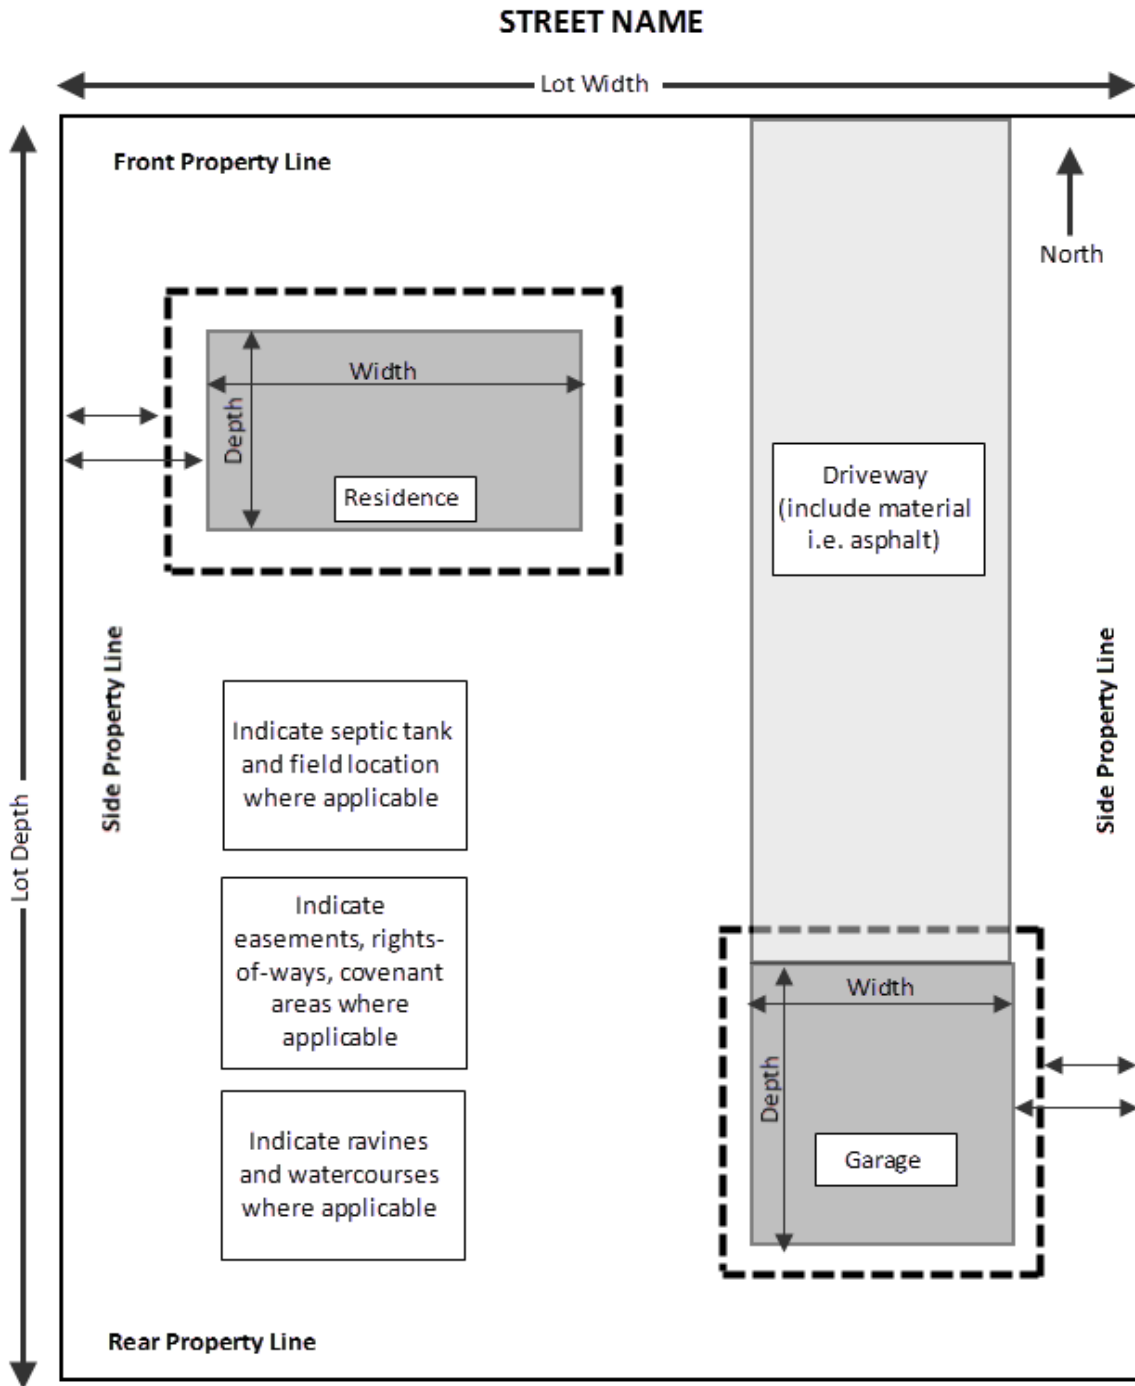 STREET NAME
Lot Width
Front Property Line
North
Width
Depth
Residence
Driveway
(include material
i.e. asphalt)
Side Property Line
Side Property Line
Lot Depth
Indicate septic tank
and field location
where applicable
Indicate
easements, rights-
of-ways, covenant
areas where
applicable
Width
Depth
Garage
Indicate ravines
and watercourses
where applicable
Rear Property Line